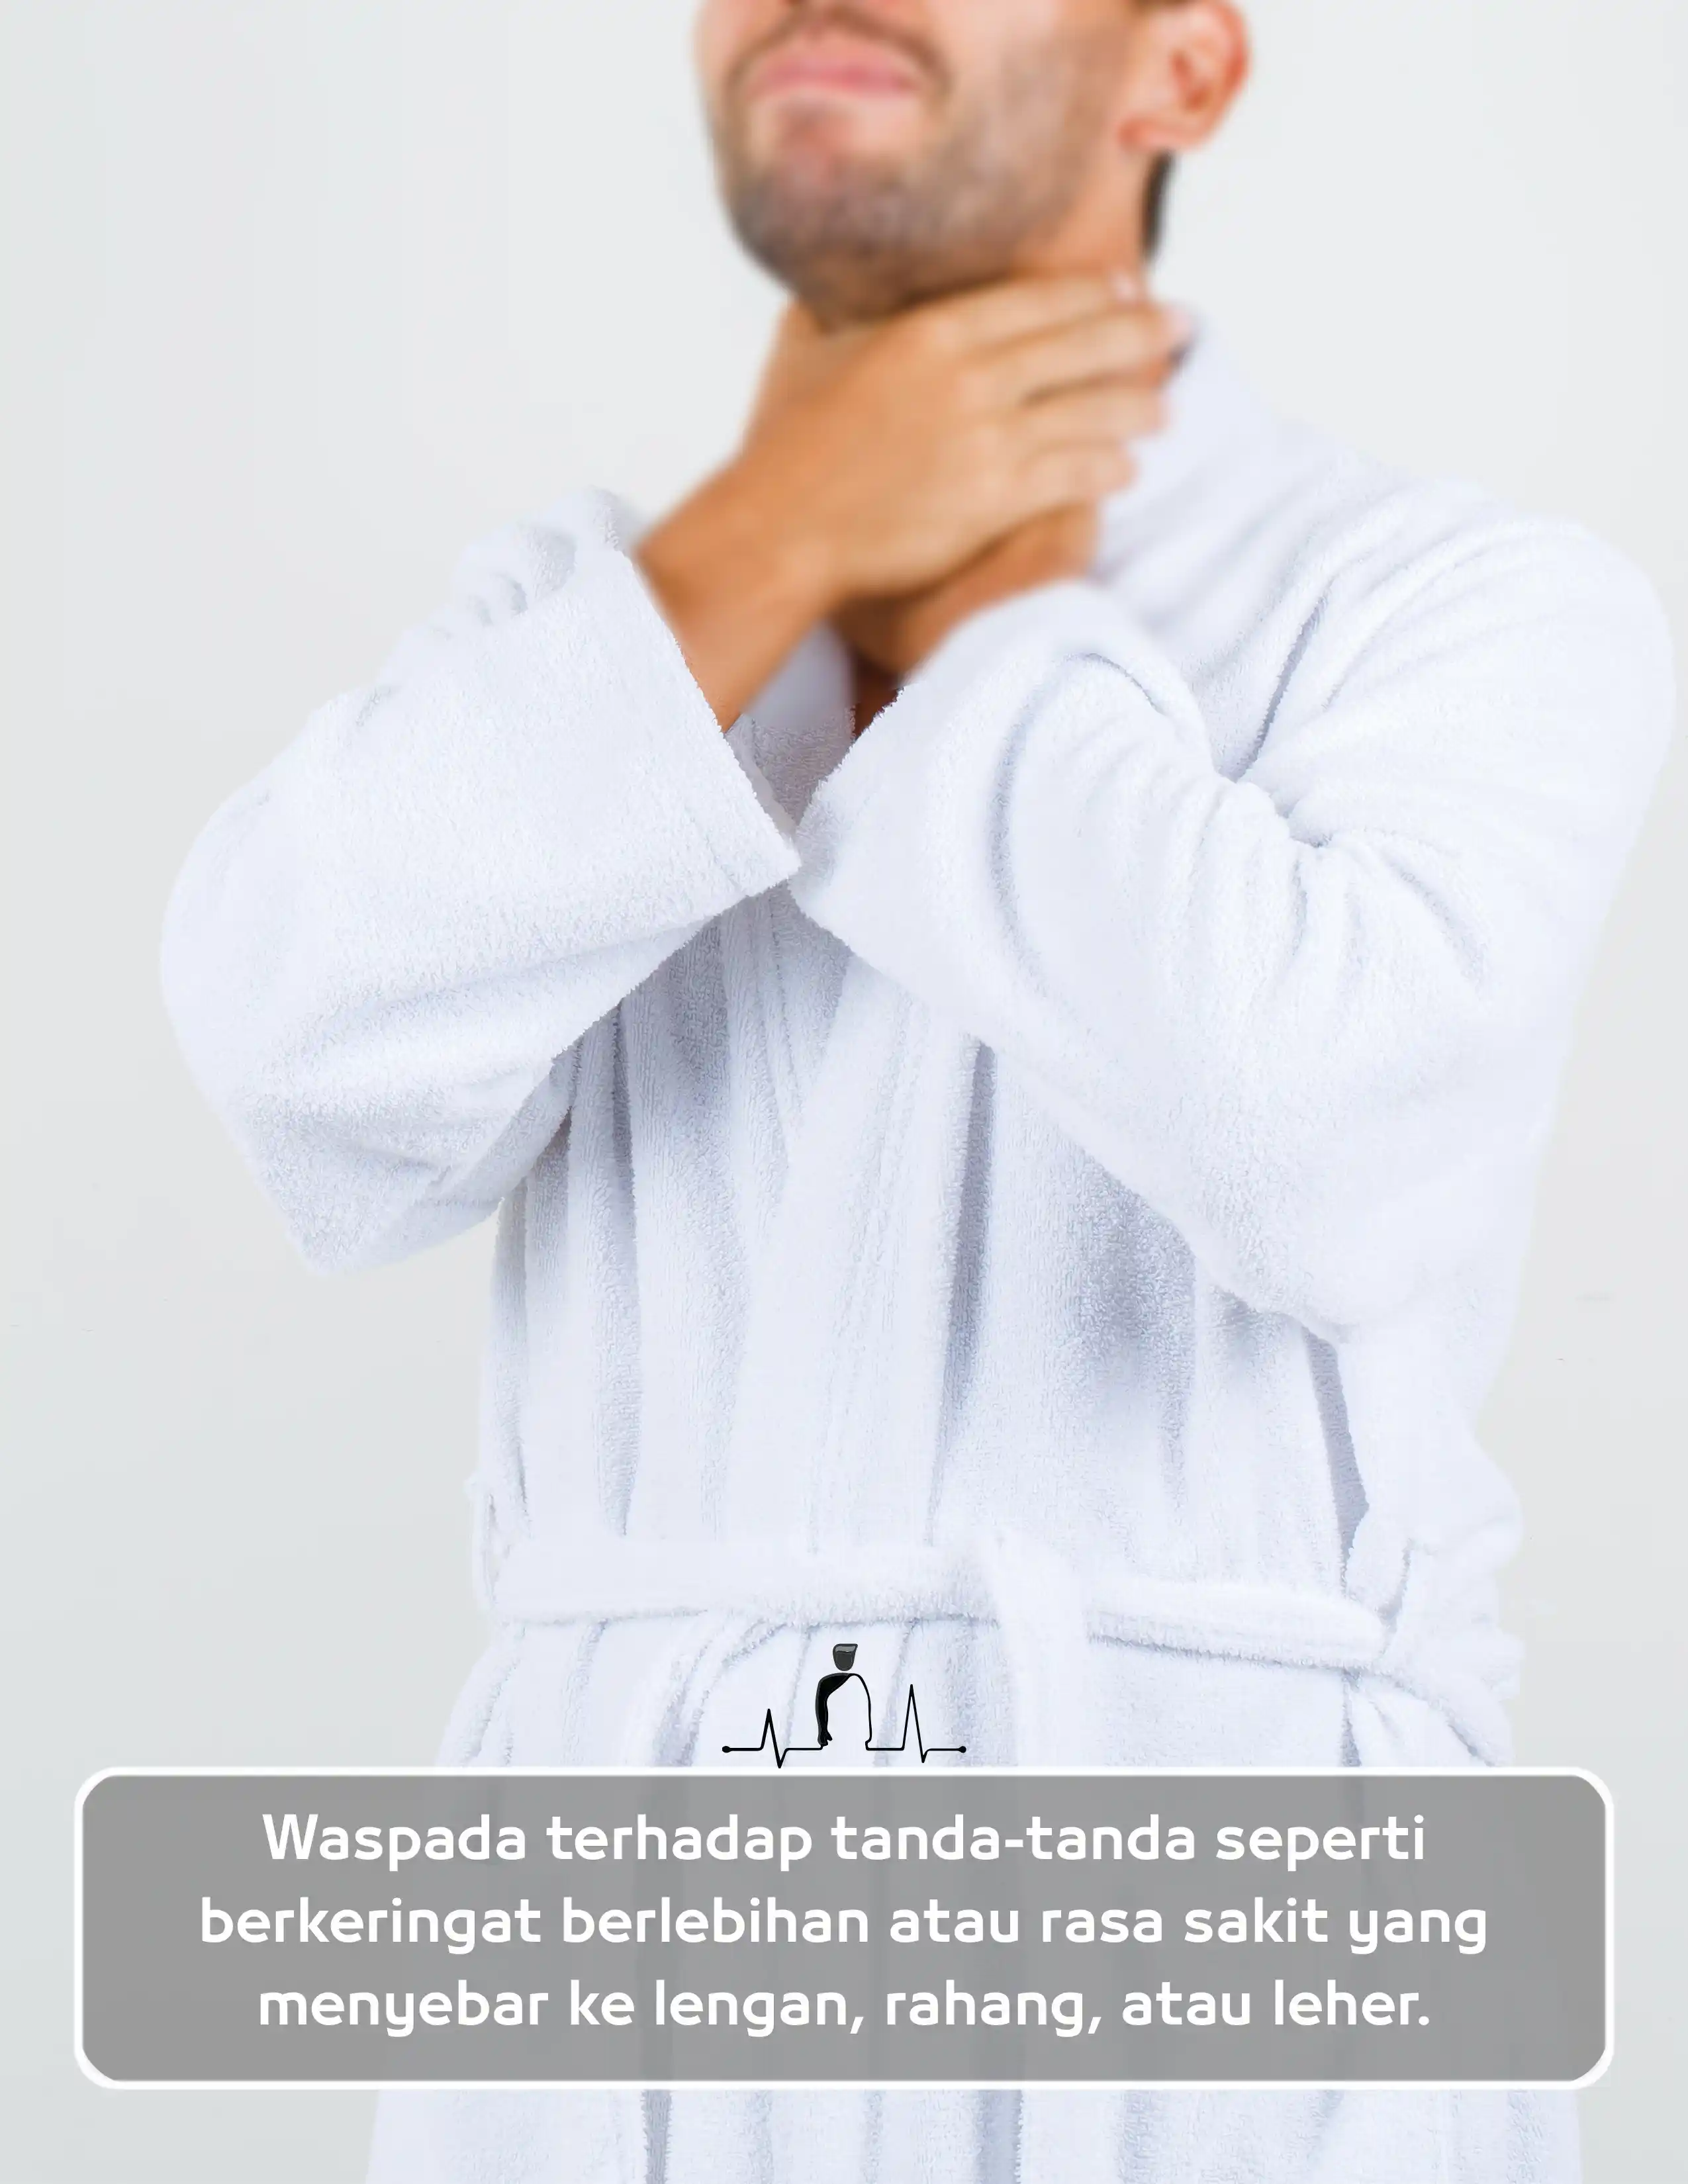 Waspada terhadap tanda-tanda seperti
berkeringat berlebihan atau rasa sakit yang
menyebar ke lengan, rahang, atau leher.